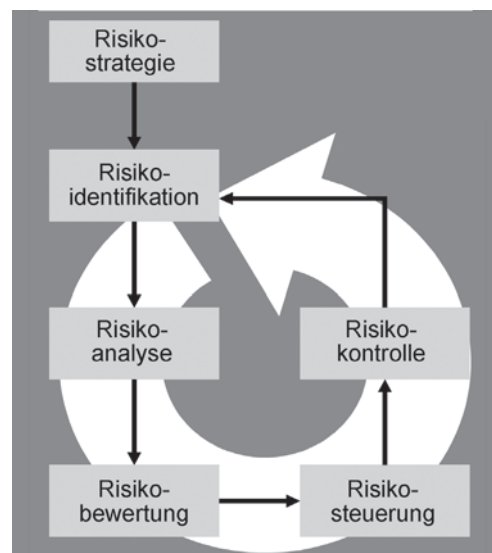 Risiko-
strategie
Risiko-
identifikation
Risiko-
analyse
Risiko-
kontrolle
Risiko-
bewertung
Risiko-
steuerung